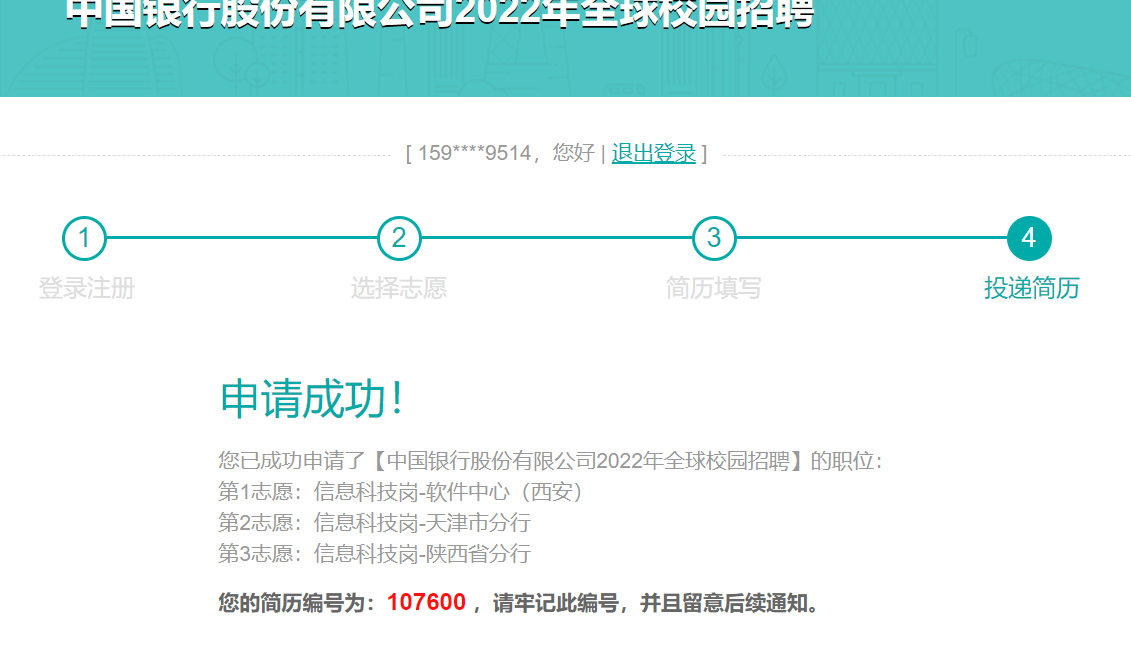 中国银行股份有限公司2022年全球校园招聘
[ 159****9514，您好 | 退出登录 ]
1
2
3
4
登录注册
选择志愿
简历填写
投递简历
申请成功！
您已成功申请了【中国银行股份有限公司2022年全球校园招聘】的职位：
第1志愿：信息科技岗-软件中心（西安）
第2志愿：信息科技岗-天津市分行
第3志愿：信息科技岗-陕西省分行
您的简历编号为：107600 ，请牢记此编号，并且留意后续通知。